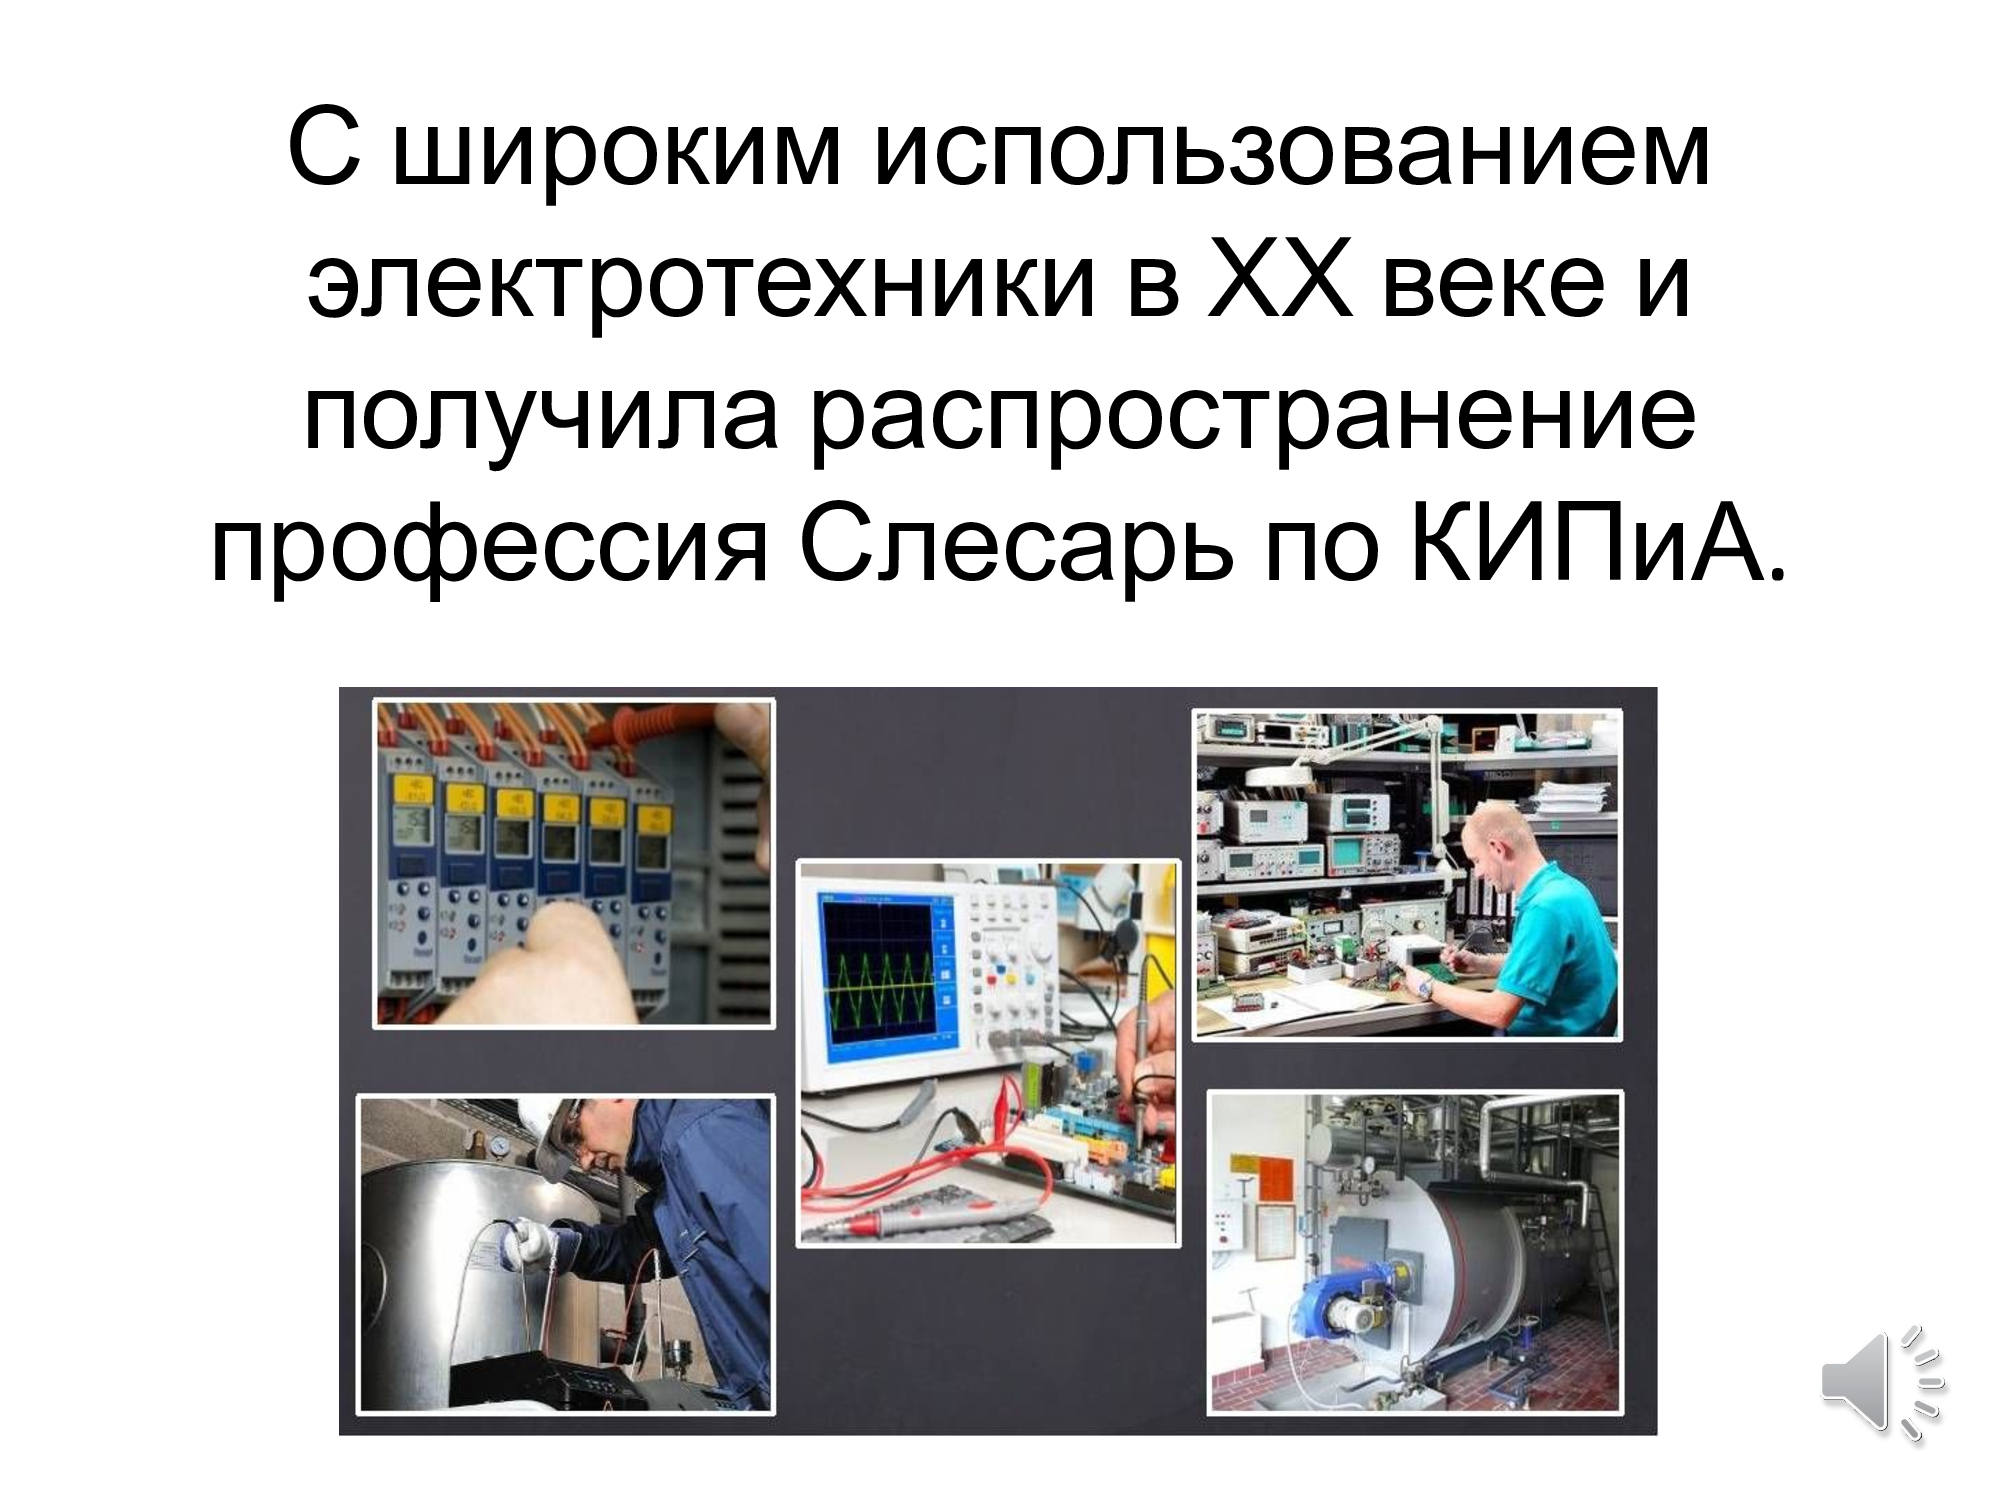 С широким использованием
электротехники в XX веке и
получила распространение
профессия Слесарь по КИПиА.